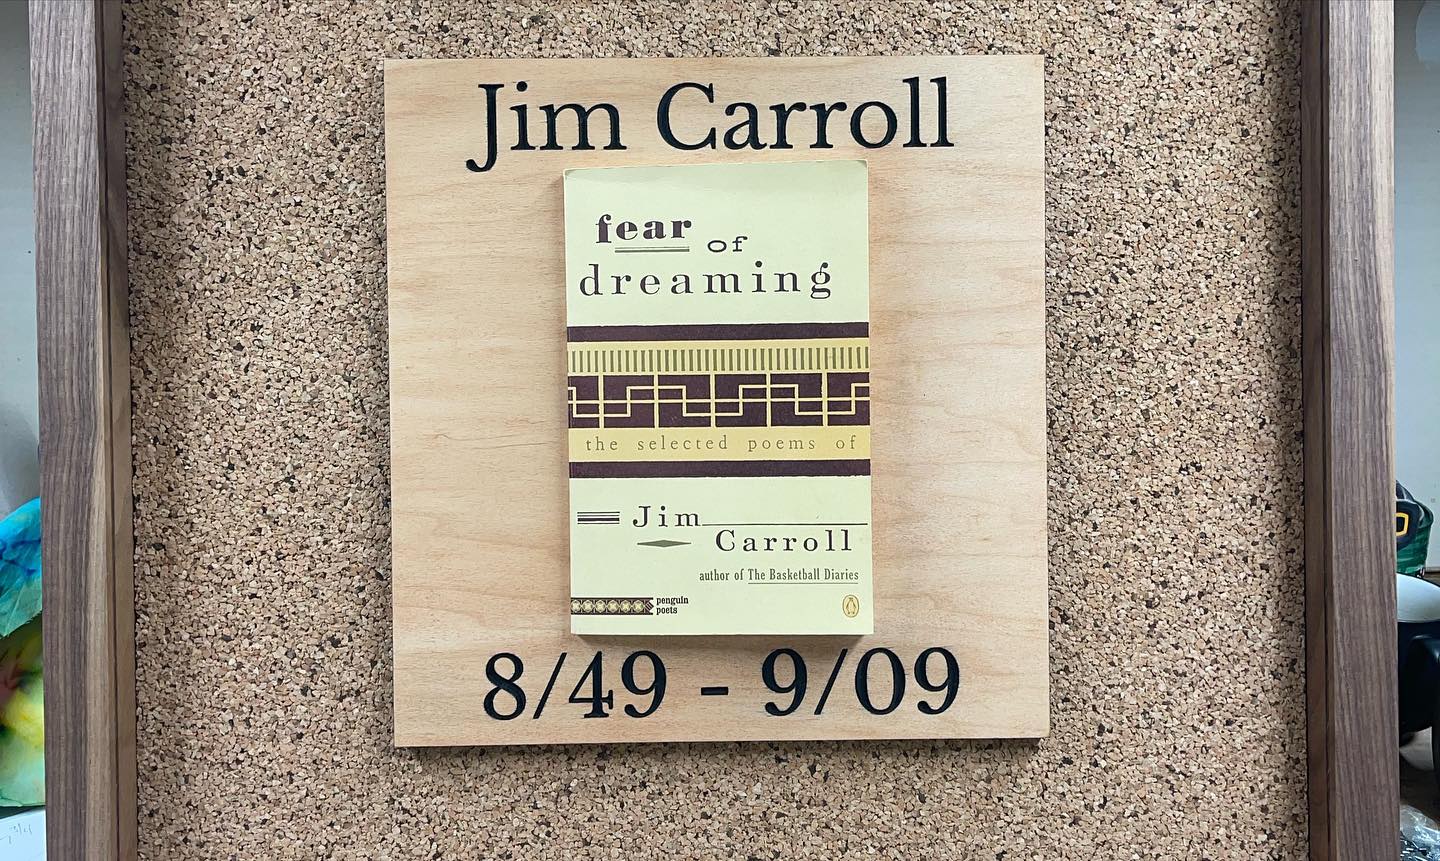 Jim Carroll
fear of
dreaming
the selected poems of
Jim
Carroll
author of The Basketball Diaries
penguin
poets
8/49 - 9/09